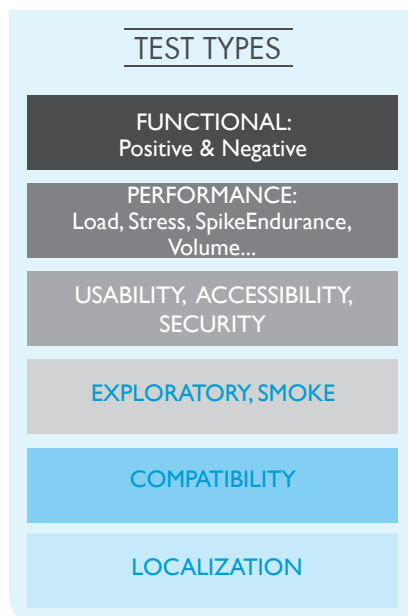 TEST TYPES
FUNCTIONAL:
Positive & Negative
PERFORMANCE:
Load, Stress, SpikeEndurance,
Volume...
USABILITY, ACCESSIBILITY,
SECURITY
EXPLORATORY, SMOKE
COMPATIBILITY
LOCALIZATION